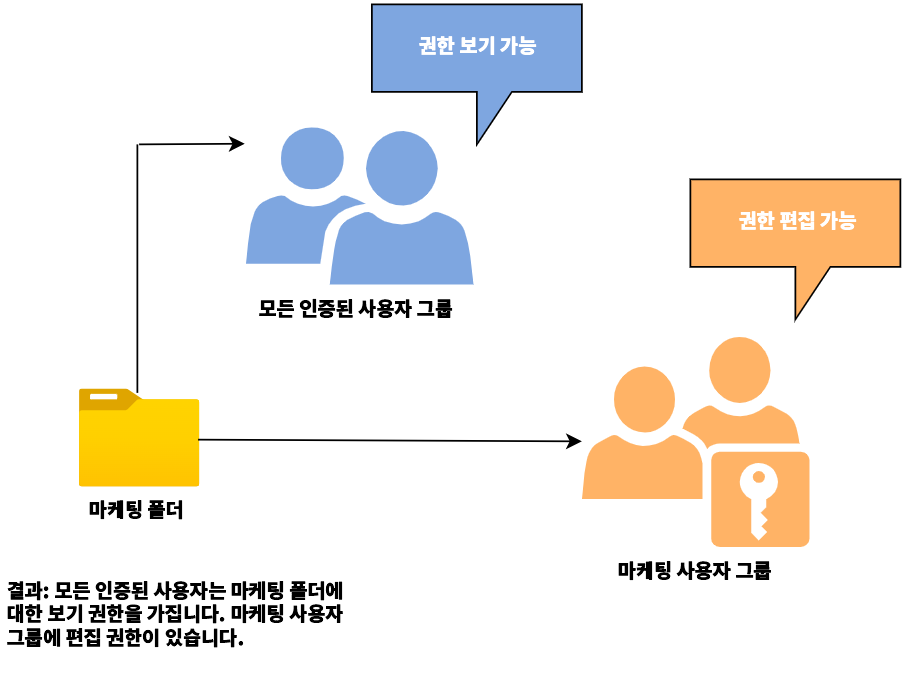 권한 보기 가능
권한 편집 가능
모든 인증된 사용자 그룹
마케팅 폴더
마케팅 사용자 그룹
결과: 모든 인증된 사용자는 마케팅 폴더에
대한 보기 권한을 가집니다. 마케팅 사용자
그룹에 편집 권한이 있습니다.